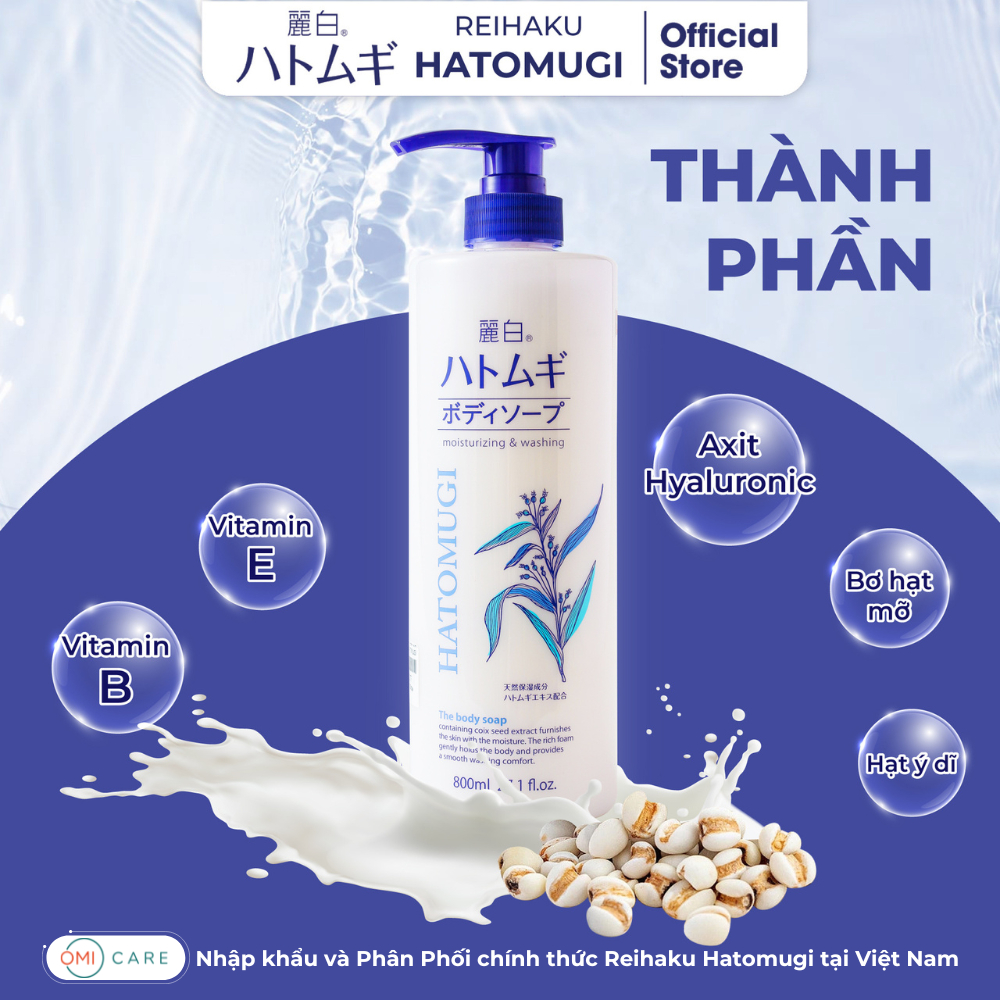 麗白®
ハトムギ
REIHAKU
HATOMUGI
Official
Store
THÀNH
PHẦN
麗白®
ハトムギ
ボディソープ
moisturizing & washing
HATOMUGI
天然保湿成分
ハトムギエキス配合
The body soap
containing coix seed extract furnishes
the skin with the moisture. The rich foam
gently holds the body and provides
a smooth washing comfort.
800ml 1 fl.oz.
Vitamin
E
Vitamin
B
Axit
Hyaluronic
Bơ hạt
mỡ
Hạt ý dĩ
OMI CARE
Nhập khẩu và Phân Phối chính thức Reihaku Hatomugi tại Việt Nam